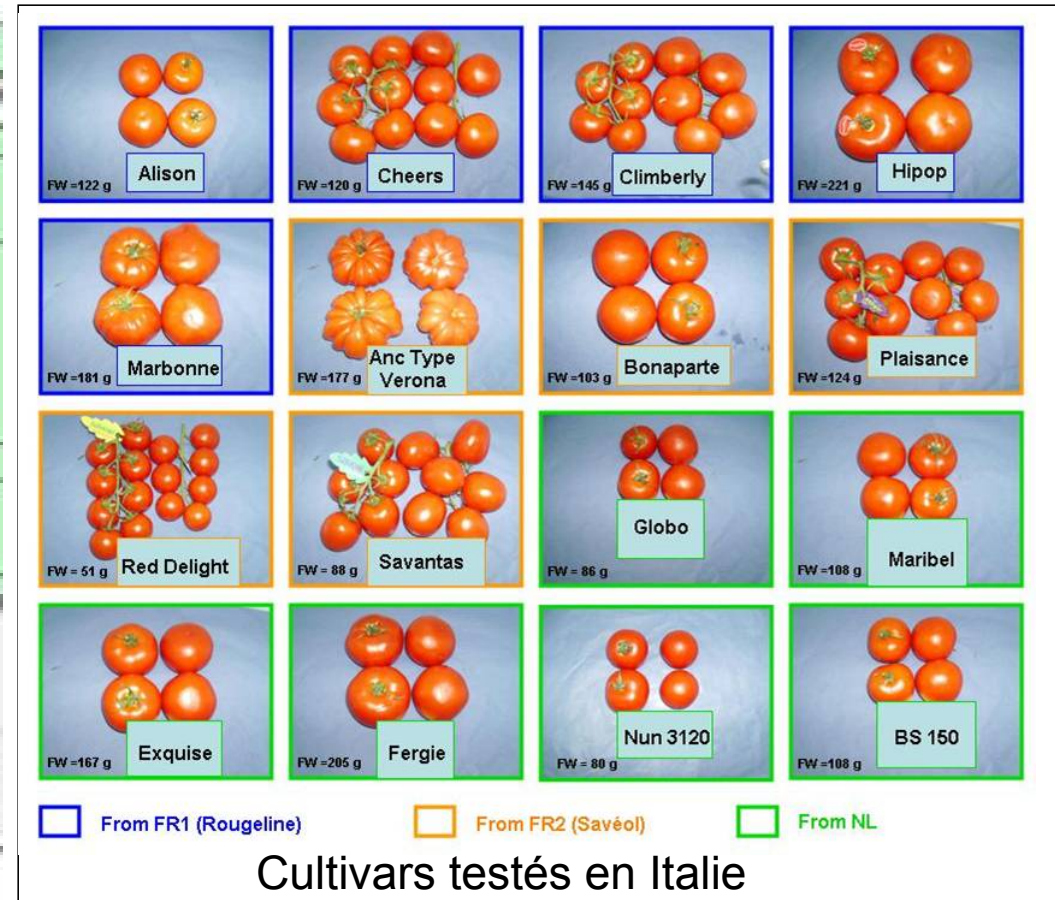 FW =122 g
Alison
FW =120 g
Cheers
FW =145 g
Climberly
FW =221 g
Hipop
FW =181 g
Marbonne
FW =177 g
Anc Type
Verona
FW =103 g
Bonaparte
FW =124 g
Plaisance
FW = 51 g
Red Delight
FW = 88 g
Savantas
FW = 86 g
Globo
FW =108 g
Maribel
FW =167 g
Exquise
FW =205 g
Fergie
FW = 80 g
Nun 3120
FW =108 g
BS 150
From FR1 (Rougeline)
From FR2 (Savéol)
From NL
Cultivars testés en Italie